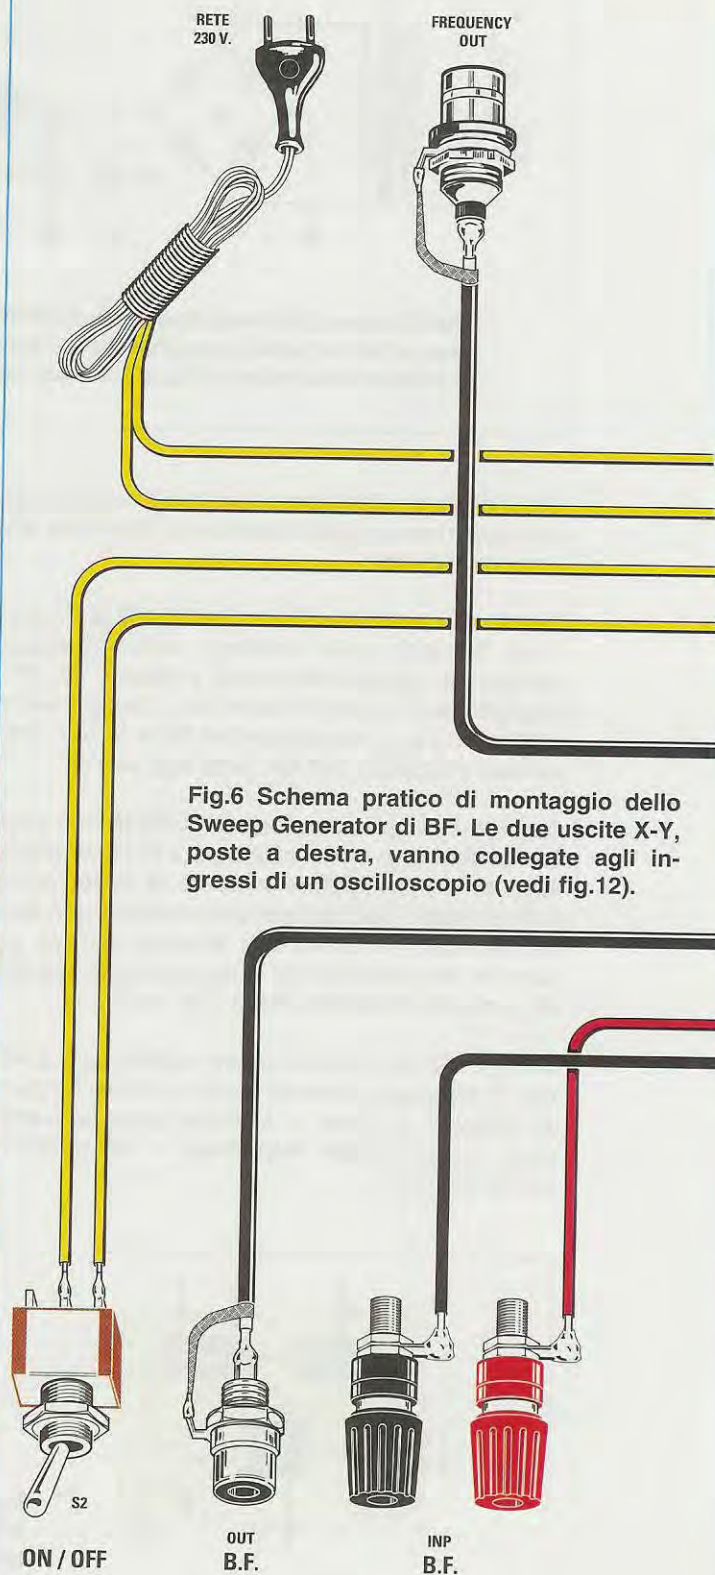 RETE
230 V.
FREQUENCY
OUT
Fig.6 Schema pratico di montaggio dello
Sweep Generator di BF. Le due uscite X-Y,
poste a destra, vanno collegate agli in-
gressi di un oscilloscopio (vedi fig.12).
S2
ON / OFF
OUT
B.F.
INP
B.F.